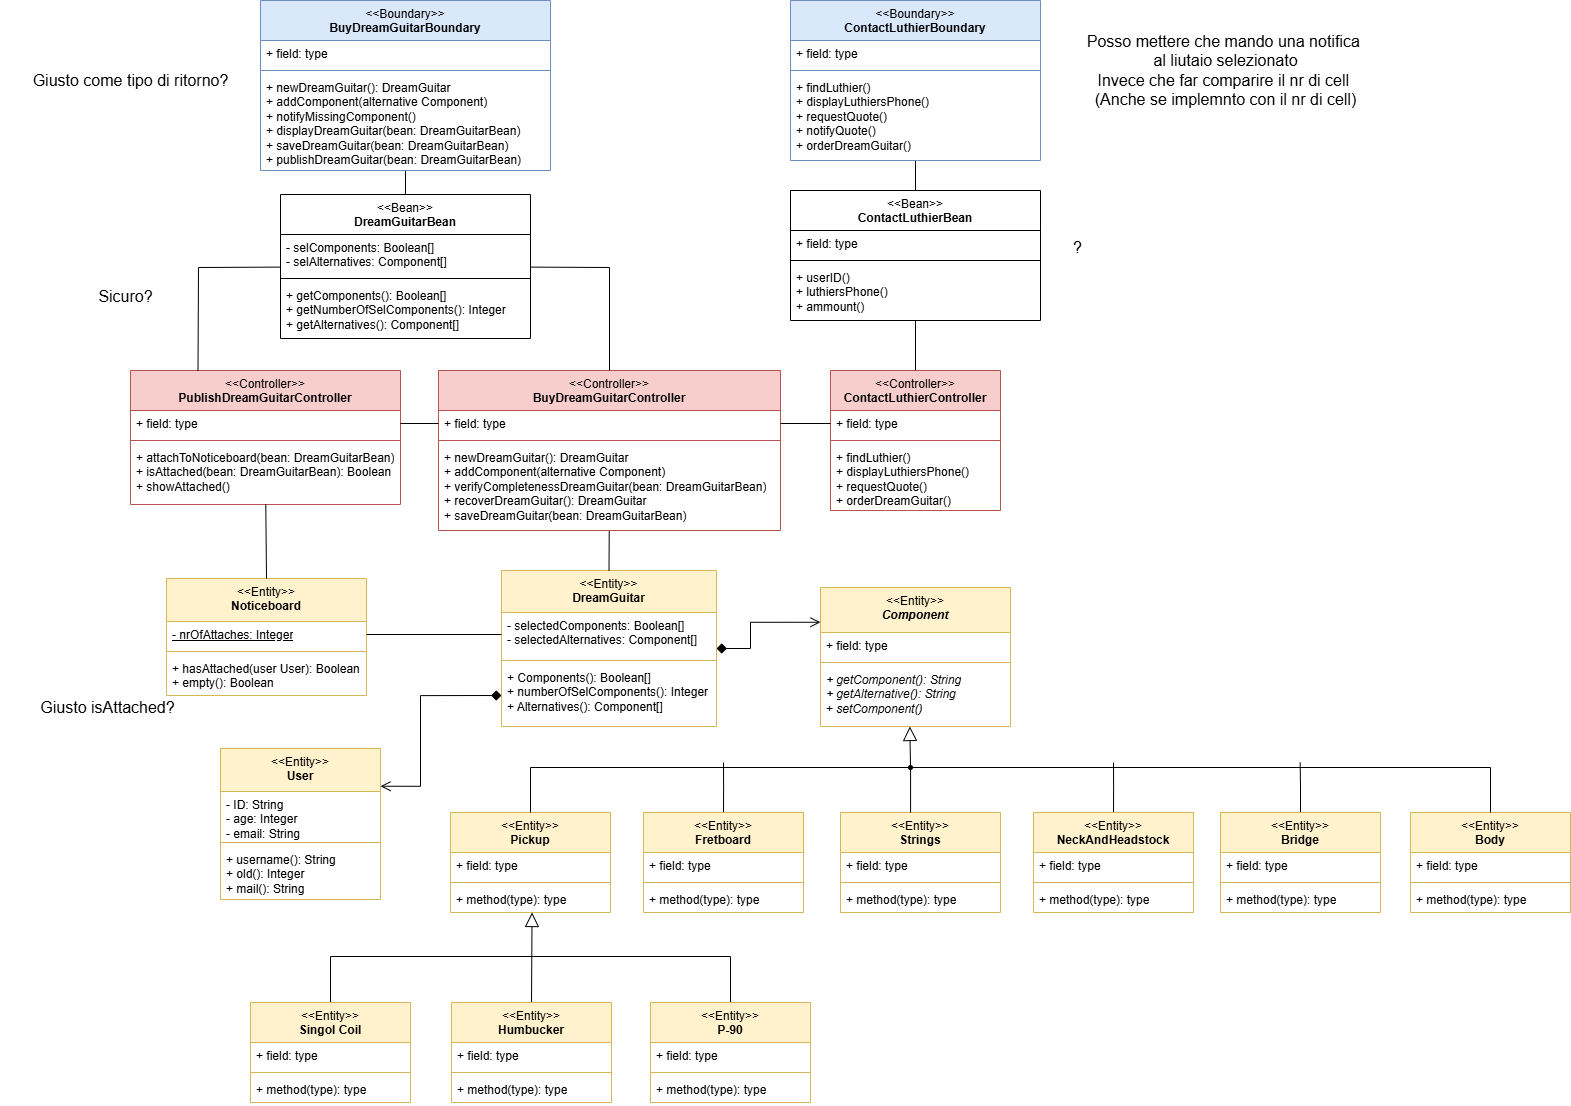 <<Boundary>>
BuyDreamGuitarBoundary
+ field: type
+ newDreamGuitar(): DreamGuitar
+ addComponent(alternative Component)
+ notifyMissingComponent()
+ displayDreamGuitar(bean: DreamGuitarBean)
+ saveDreamGuitar(bean: DreamGuitarBean)
+ publishDreamGuitar(bean: DreamGuitarBean)
Giusto come tipo di ritorno?
<<Boundary>>
ContactLuthierBoundary
+ field: type
+ findLuthier()
+ displayLuthiersPhone()
+ requestQuote()
+ notifyQuote()
+ orderDreamGuitar()
Posso mettere che mando una notifica
al liutaio selezionato
Invece che far comparire il nr di cell
(Anche se implemnto con il nr di cell)
<<Bean>>
DreamGuitarBean
- selComponents: Boolean[]
- selAlternatives: Component[]
+ getComponents(): Boolean[]
+ getNumberOfSelComponents(): Integer
+ getAlternatives(): Component[]
Sicuro?
<<Bean>>
ContactLuthierBean
+ field: type
+ userID()
+ luthiersPhone()
+ ammount()
?
<<Controller>>
PublishDreamGuitarController
+ field: type
+ attachToNoticeboard(bean: DreamGuitarBean)
+ isAttached(bean: DreamGuitarBean): Boolean
+ showAttached()
<<Controller>>
BuyDreamGuitarController
+ field: type
+ newDreamGuitar(): DreamGuitar
+ addComponent(alternative Component)
+ verifyCompletenessDreamGuitar(bean: DreamGuitarBean)
+ recoverDreamGuitar(): DreamGuitar
+ saveDreamGuitar(bean: DreamGuitarBean)
<<Controller>>
ContactLuthierController
+ field: type
+ findLuthier()
+ displayLuthiersPhone()
+ requestQuote()
+ orderDreamGuitar()
<<Entity>>
Noticeboard
- nrOfAttaches: Integer
+ hasAttached(user User): Boolean
+ empty(): Boolean
Giusto isAttached?
<<Entity>>
DreamGuitar
- selectedComponents: Boolean[]
- selectedAlternatives: Component[]
+ Components(): Boolean[]
+ numberOfSelComponents(): Integer
+ Alternatives(): Component[]
<<Entity>>
Component
+ field: type
+ getComponent(): String
+ getAlternative(): String
+ setComponent()
<<Entity>>
User
- ID: String
- age: Integer
- email: String
+ username(): String
+ old(): Integer
+ mail(): String
<<Entity>>
Pickup
+ field: type
+ method(type): type
<<Entity>>
Fretboard
+ field: type
+ method(type): type
<<Entity>>
Strings
+ field: type
+ method(type): type
<<Entity>>
NeckAndHeadstock
+ field: type
+ method(type): type
<<Entity>>
Bridge
+ field: type
+ method(type): type
<<Entity>>
Body
+ field: type
+ method(type): type
<<Entity>>
Singol Coil
+ field: type
+ method(type): type
<<Entity>>
Humbucker
+ field: type
+ method(type): type
<<Entity>>
P-90
+ field: type
+ method(type): type